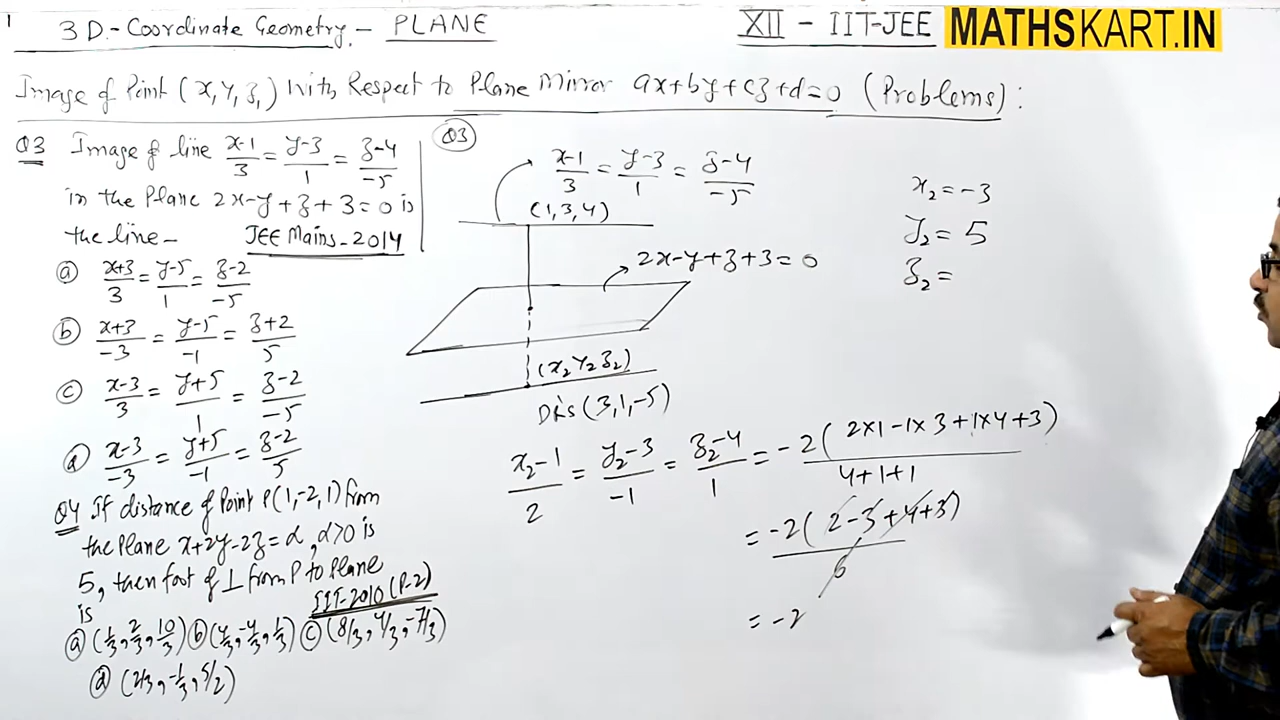 1
3D.-Coordinate Geometry.- PLANE
XII - IIT-JEE MATHSKART.IN
Image of Point (x,y,z,) With Respect to Plane Mirror ax+by+cz+d=0 (Problems):
Q3 Image of line x-1/3 = y-3/1 = z-4/-5
in the Plane 2x-y+z+3=0 is
the line- JEE Mains-2014
(a) x+3/3 = y-5/1 = z-2/-5
(b) x+3/-3 = y-5/-1 = z+2/5
(c) x-3/3 = y+5/1 = z-2/-5
(d) x-3/-3 = y+5/-1 = z-2/5
Q4 If distance of Point P(1,-2,1) from
the plane x+2y-2z=α, α>0 is
5, then foot of ⊥ from P to Plane
is IIT-2010 (P-2)
(a) (1/3, 2/3, 10/3) (b) (4/3, -4/3, 1/3) (c) (8/3, 4/3, -7/3)
(d) (2/3, -1/3, 5/2)
Q3
x-1/3 = y-3/1 = z-4/-5
(1,3,4)
2x-y+z+3=0
(x2 y2 z2)
DRs (3,1,-5)
x2-1/2 = y2-3/-1 = z2-4/1 = -2(2x1-1x3+1x4+3)/4+1+1
= -2(2-3+4+3)/6
= -2
x2=-3
y2= 5
z2=